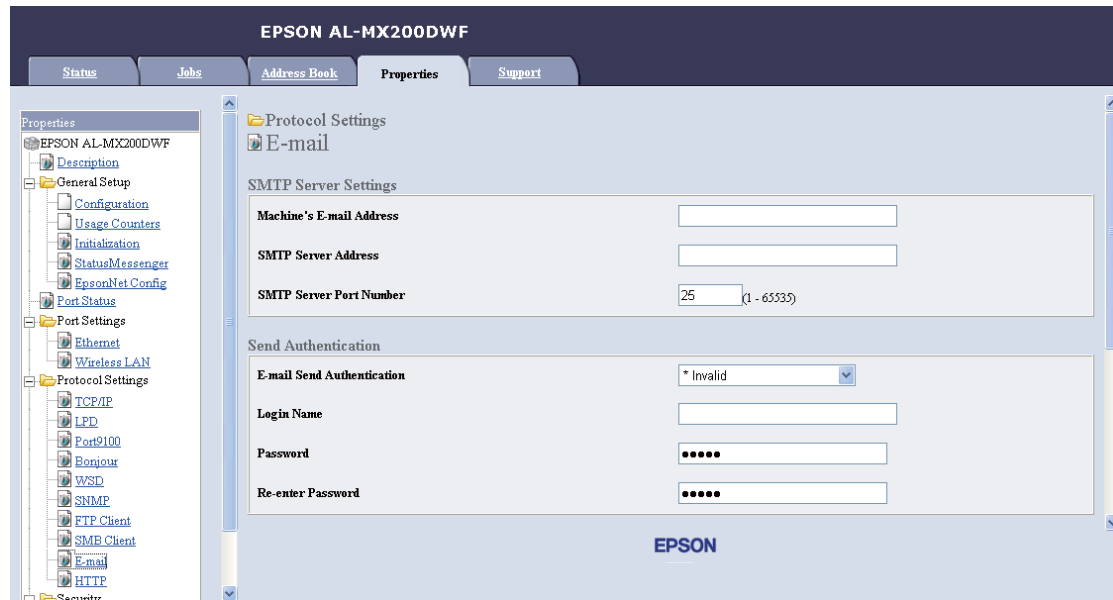 EPSON AL-MX200DWF
Status
Jobs
Address Book
Properties
Support
Properties
EPSON AL-MX200DWF
Description
General Setup
Configuration
Usage Counters
Initialization
StatusMessenger
EpsonNet Config
Port Status
Port Settings
Ethernet
Wireless LAN
Protocol Settings
TCP/IP
LPD
Port9100
Bonjour
WSD
SNMP
FTP Client
SMB Client
E-mail
HTTP
Security
Protocol Settings
E-mail
SMTP Server Settings
Machine's E-mail Address
SMTP Server Address
SMTP Server Port Number 25 (1 - 65535)
Send Authentication
E-mail Send Authentication * Invalid
Login Name
Password •••••
Re-enter Password •••••
EPSON